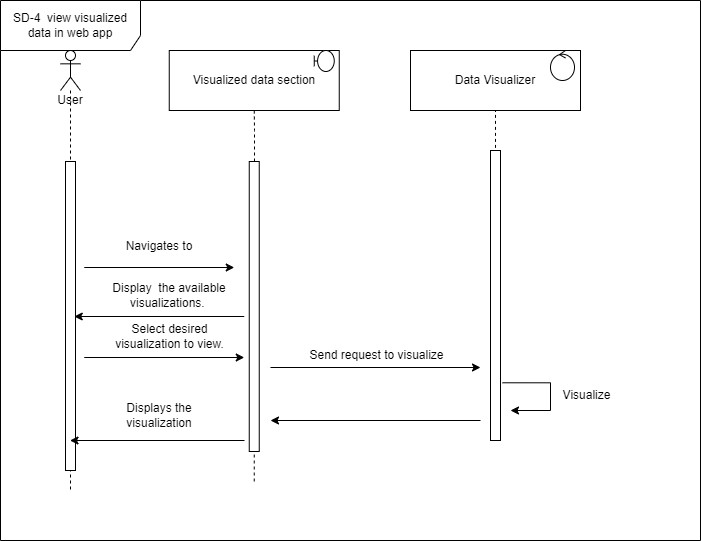 SD-4  view visualized
data in web app
User
Visualized data section
Data Visualizer
Navigates to
Display  the available
visualizations.
Select desired
visualization to view.
Send request to visualize
Visualize
Displays the
visualization